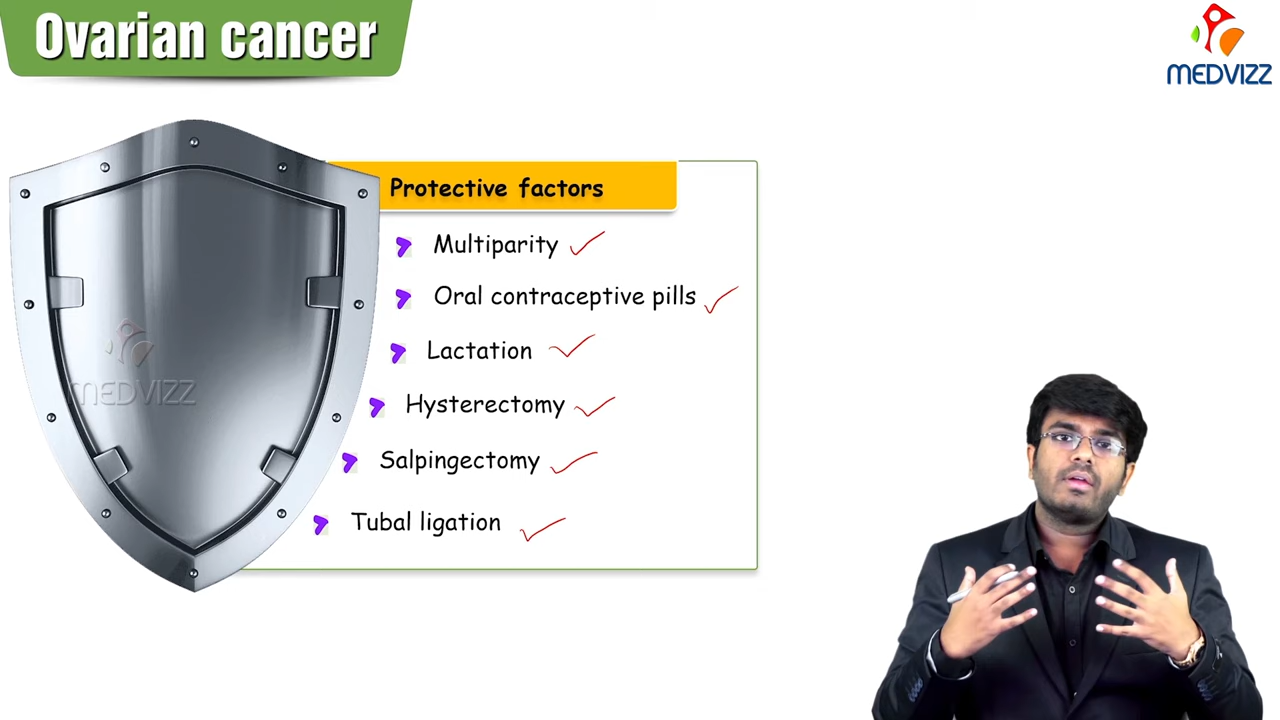 Ovarian cancer
MEDVIZZ
Protective factors
Multiparity
Oral contraceptive pills
Lactation
MEDVIZZ
Hysterectomy
Salpingectomy
Tubal ligation